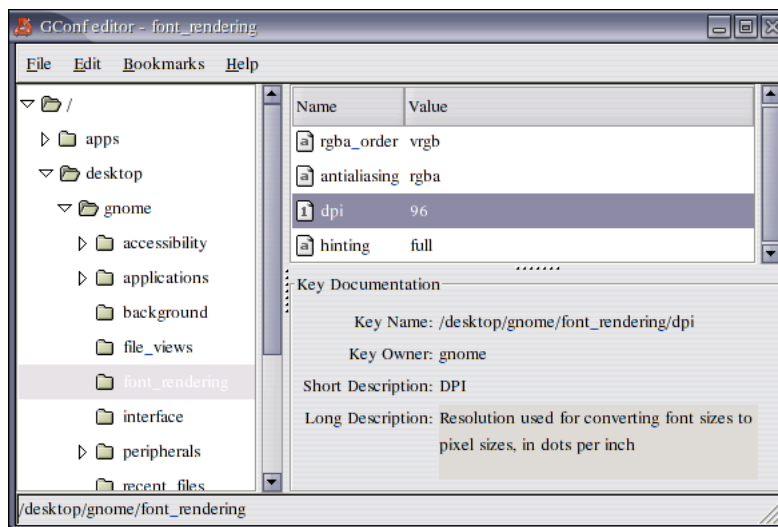 GConf editor - font_rendering
File Edit Bookmarks Help
/
apps
desktop
gnome
accessibility
applications
background
file_views
font_rendering
interface
peripherals
recent_files
Name Value
rgba_order vrgb
antialiasing rgba
dpi 96
hinting full
Key Documentation
Key Name: /desktop/gnome/font_rendering/dpi
Key Owner: gnome
Short Description: DPI
Long Description: Resolution used for converting font sizes to
pixel sizes, in dots per inch
/desktop/gnome/font_rendering